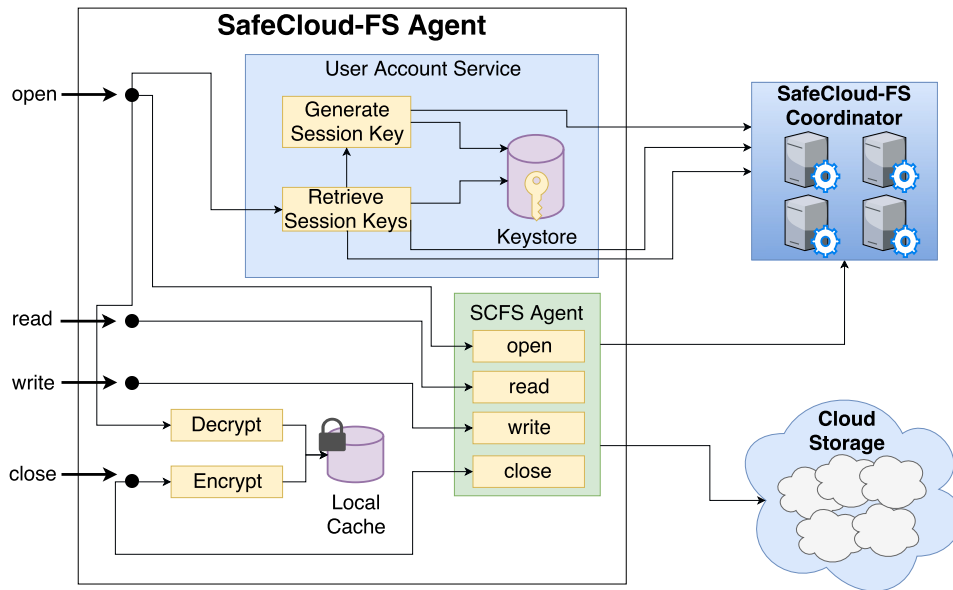 SafeCloud-FS Agent
User Account Service
open
Generate
Session Key
Retrieve
Session Keys
Keystore
SafeCloud-FS
Coordinator
read
write
close
SCFS Agent
open
read
write
close
Decrypt
Encrypt
Local
Cache
Cloud
Storage